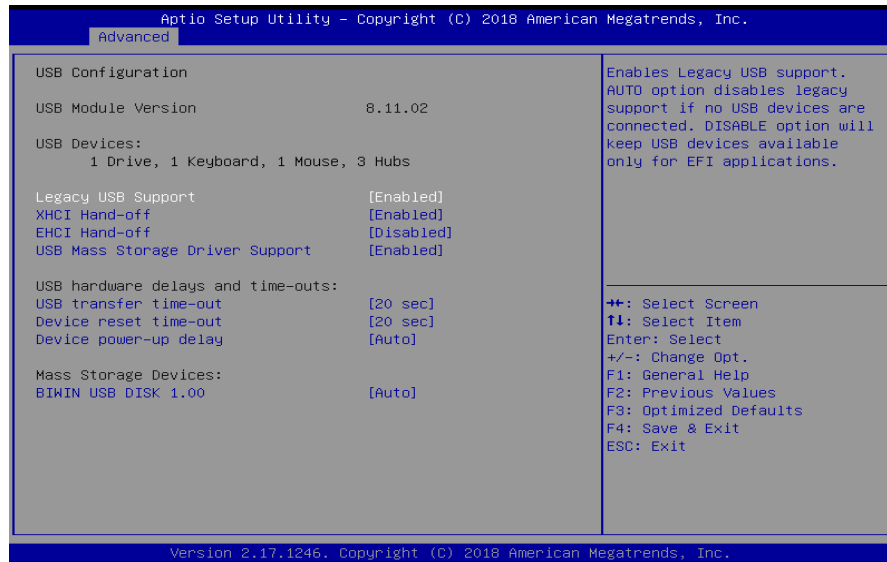 Aptio Setup Utility – Copyright (C) 2018 American Megatrends, Inc.
Advanced
USB Configuration
USB Module Version 8.11.02
USB Devices:
1 Drive, 1 Keyboard, 1 Mouse, 3 Hubs
Legacy USB Support [Enabled]
XHCI Hand-off [Enabled]
EHCI Hand-off [Disabled]
USB Mass Storage Driver Support [Enabled]
USB hardware delays and time-outs:
USB transfer time-out [20 sec]
Device reset time-out [20 sec]
Device power-up delay [Auto]
Mass Storage Devices:
BIWIN USB DISK 1.00 [Auto]
Enables Legacy USB support.
AUTO option disables legacy
support if no USB devices are
connected. DISABLE option will
keep USB devices available
only for EFI applications.
→←: Select Screen
↑↓: Select Item
Enter: Select
+/-: Change Opt.
F1: General Help
F2: Previous Values
F3: Optimized Defaults
F4: Save & Exit
ESC: Exit
Version 2.17.1246. Copyright (C) 2018 American Megatrends, Inc.